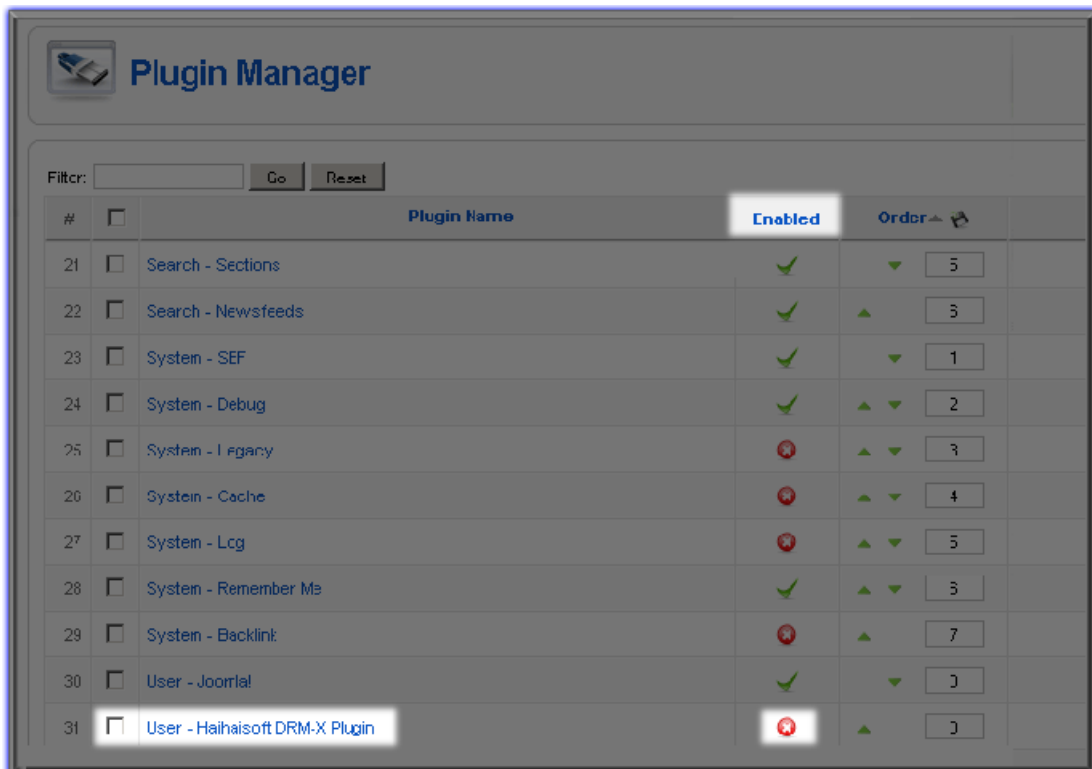 Plugin Manager
Filter: Go Reset
# Plugin Name Enabled Order
21 Search - Sections 5
22 Search - Newsfeeds 6
23 System - SEF 1
24 System - Debug 2
25 System - Legacy 3
26 System - Cache 4
27 System - Log 5
28 System - Remember Me 6
29 System - Backlink 7
30 User - Joomla! 0
31 User - Haihaisoft DRM-X Plugin 0